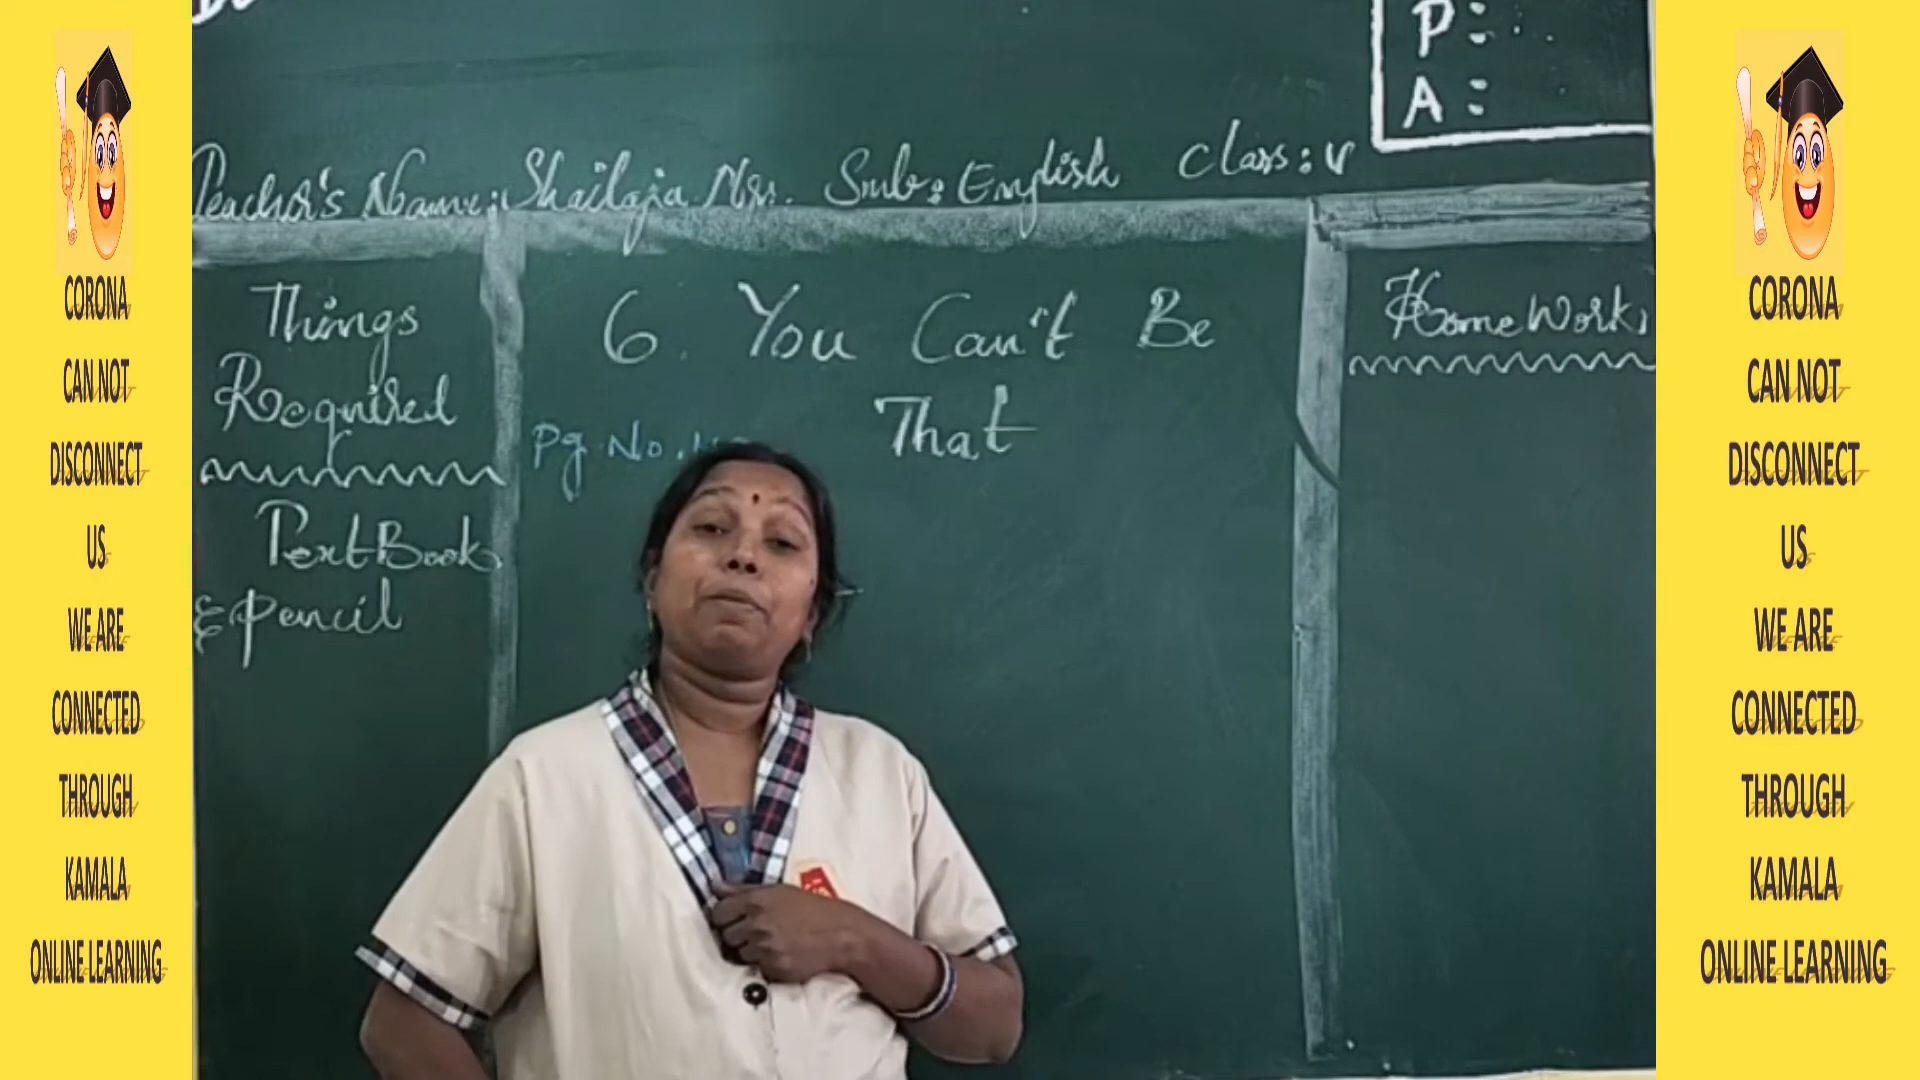 CORONA
CAN NOT
DISCONNECT
US
WE ARE
CONNECTED
THROUGH
KAMALA
ONLINE LEARNING
P:
A:
Teacher's Name: Shailaja Sub: English Class: V
Things
Required
Text Book
& pencil
6. You Can't Be
That
Pg. No.
Home Work
CORONA
CAN NOT
DISCONNECT
US
WE ARE
CONNECTED
THROUGH
KAMALA
ONLINE LEARNING